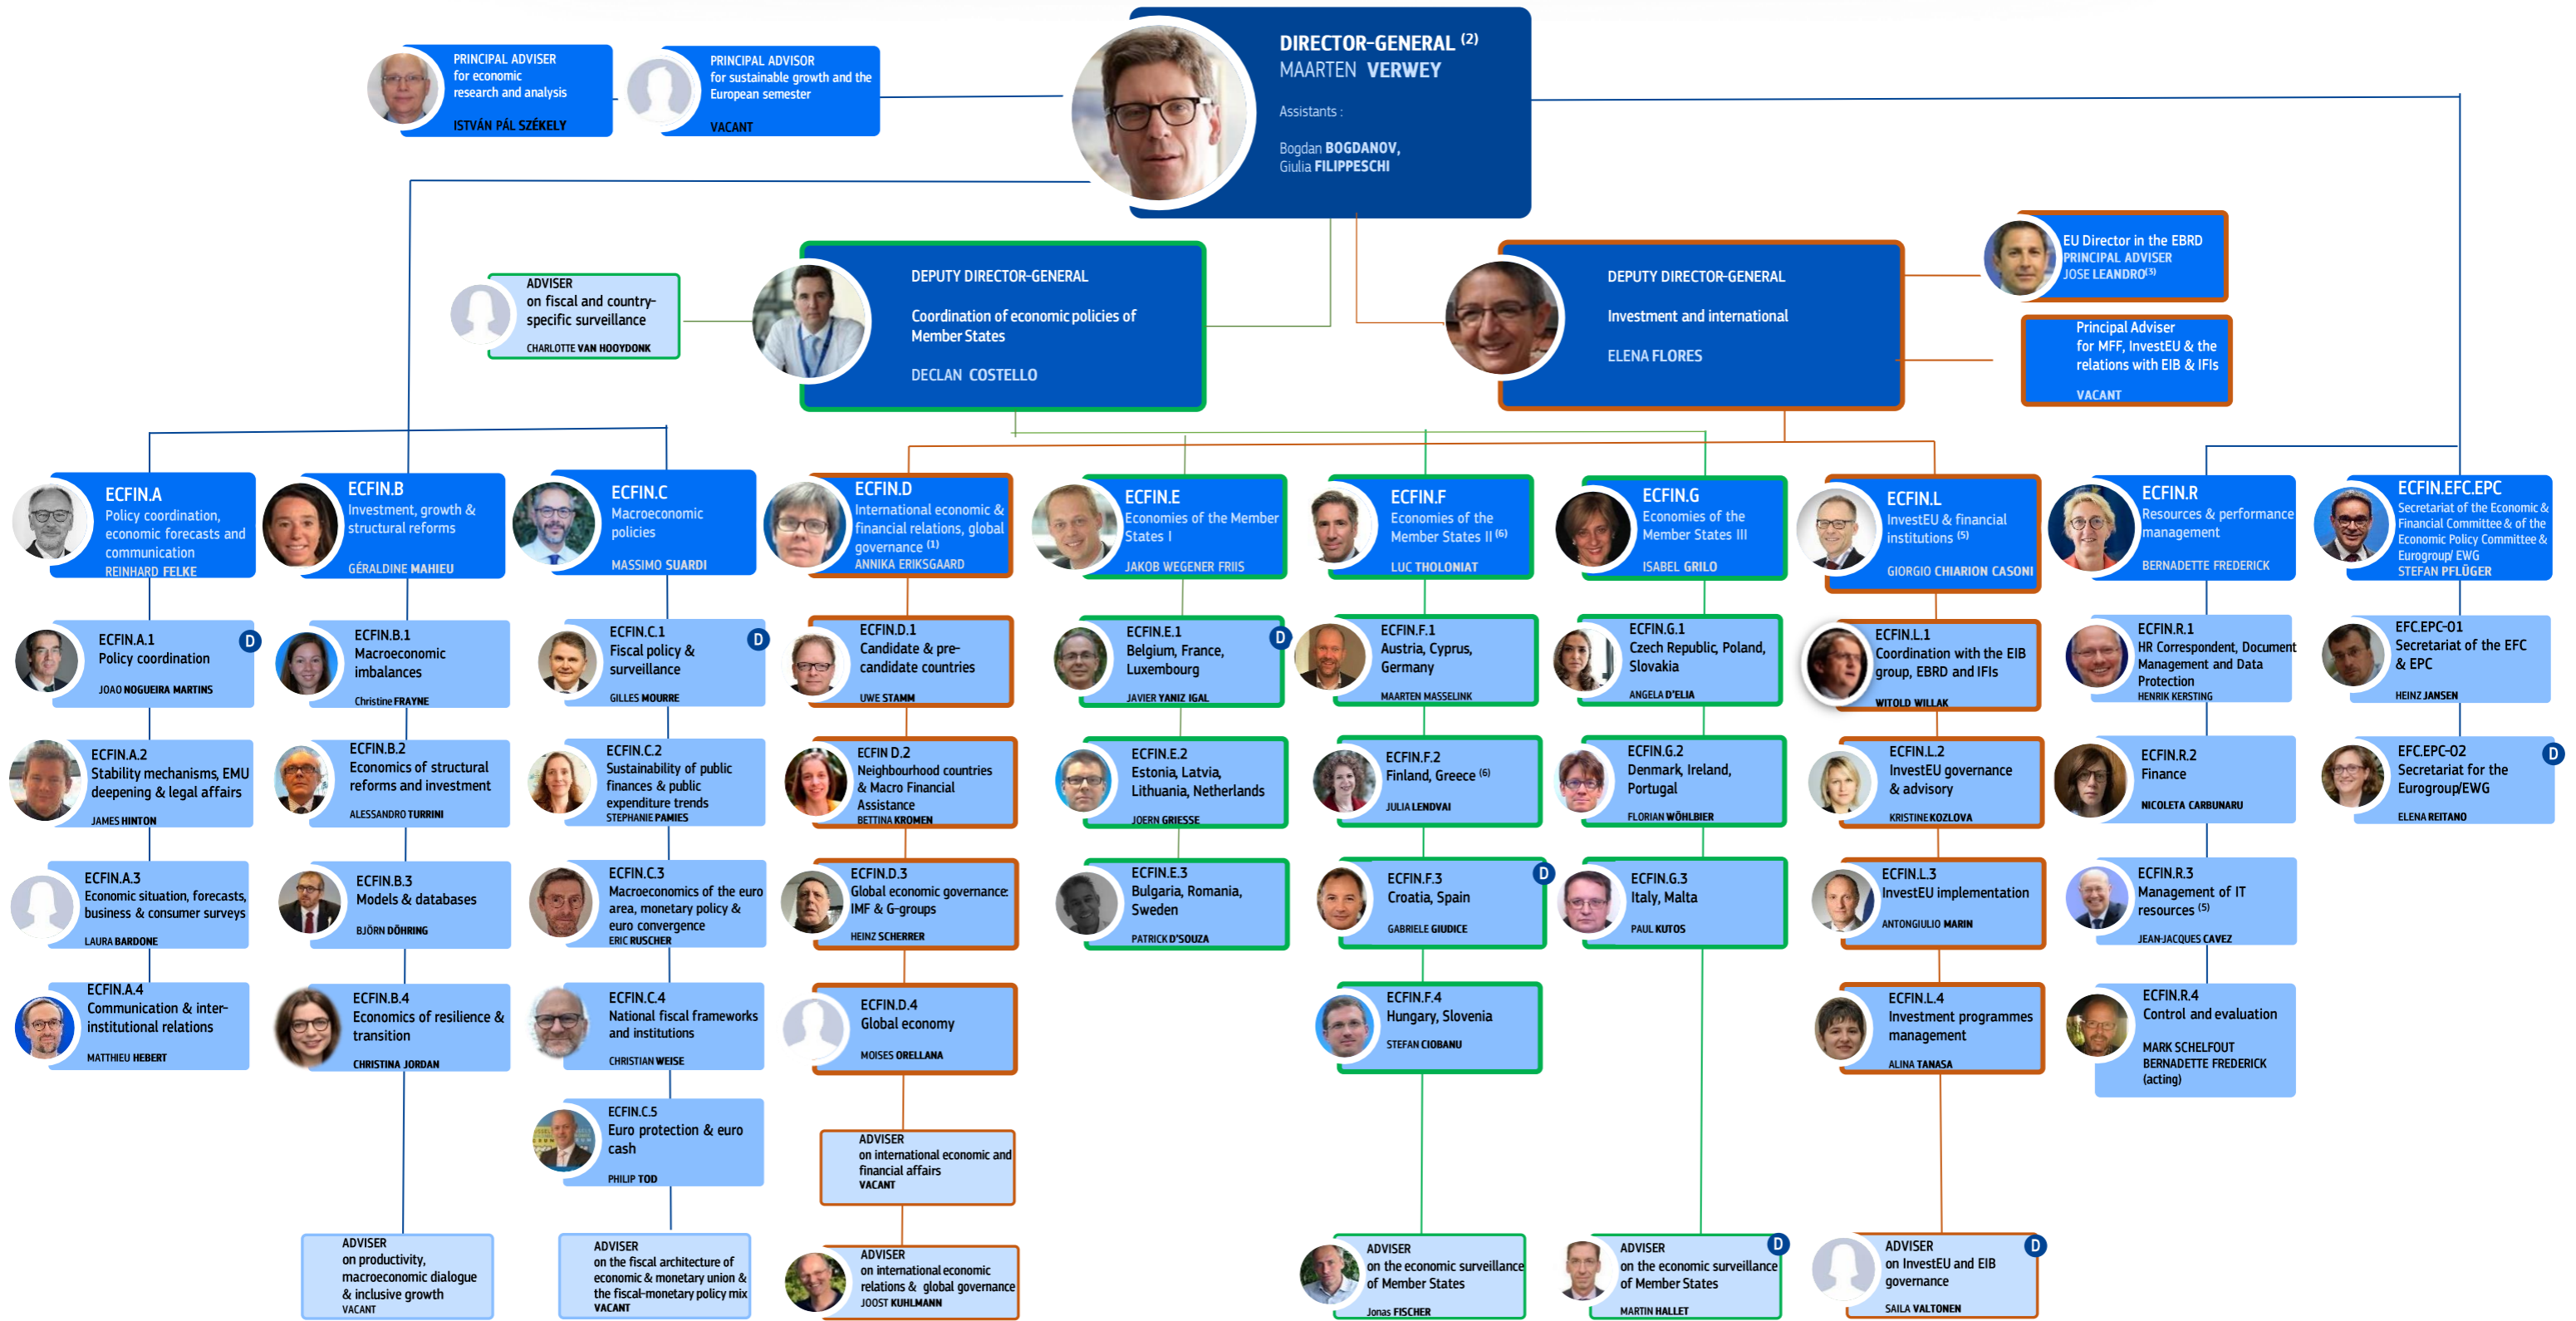 PRINCIPAL ADVISER
for economic
research and analysis
ISTVÁN PÁL SZÉKELY
PRINCIPAL ADVISOR
for sustainable growth and the
European semester
VACANT
DIRECTOR-GENERAL (2)
MAARTEN VERWEY
Assistants :
Bogdan BOGDANOV,
Giulia FILIPPESCHI
ADVISER
on fiscal and country-
specific surveillance
CHARLOTTE VAN HOOYDONK
DEPUTY DIRECTOR-GENERAL
Coordination of economic policies of
Member States
DECLAN COSTELLO
DEPUTY DIRECTOR-GENERAL
Investment and international
ELENA FLORES
EU Director in the EBRD
PRINCIPAL ADVISER
JOSE LEANDRO(3)
Principal Adviser
for MFF, InvestEU & the
relations with EIB & IFIs
VACANT
ECFIN.A
Policy coordination,
economic forecasts and
communication
REINHARD FELKE
ECFIN.B
Investment, growth &
structural reforms
GÉRALDINE MAHIEU
ECFIN.C
Macroeconomic
policies
MASSIMO SUARDI
ECFIN.D
International economic &
financial relations, global
governance (1)
ANNIKA ERIKSGAARD
ECFIN.E
Economies of the Member
States I
JAKOB WEGENER FRIIS
ECFIN.F
Economies of the
Member States II (6)
LUC THOLONIAT
ECFIN.G
Economies of the
Member States III
ISABEL GRILO
ECFIN.L
InvestEU & financial
institutions (5)
GIORGIO CHIARION CASONI
ECFIN.R
Resources & performance
management
BERNADETTE FREDERICK
ECFIN.EFC.EPC
Secretariat of the Economic &
Financial Committee & of the
Economic Policy Committee &
Eurogroup/ EWG
STEFAN PFLÜGER
ECFIN.A.1
Policy coordination
JOAO NOGUEIRA MARTINS
D
ECFIN.B.1
Macroeconomic
imbalances
Christine FRAYNE
ECFIN.C.1
Fiscal policy &
surveillance
GILLES MOURRE
D
ECFIN.D.1
Candidate & pre-
candidate countries
UWE STAMM
ECFIN.E.1
Belgium, France,
Luxembourg
JAVIER YANIZ IGAL
D
ECFIN.F.1
Austria, Cyprus,
Germany
MAARTEN MASSELINK
ECFIN.G.1
Czech Republic, Poland,
Slovakia
ANGELA D'ELIA
ECFIN.L.1
Coordination with the EIB
group, EBRD and IFIs
WITOLD WILLAK
ECFIN.R.1
HR Correspondent, Document
Management and Data
Protection
HENRIK KERSTING
EFC.EPC-01
Secretariat of the EFC
& EPC
HEINZ JANSEN
ECFIN.A.2
Stability mechanisms, EMU
deepening & legal affairs
JAMES HINTON
ECFIN.B.2
Economics of structural
reforms and investment
ALESSANDRO TURRINI
ECFIN.C.2
Sustainability of public
finances & public
expenditure trends
STEPHANIE PAMIES
ECFIN D.2
Neighbourhood countries
& Macro Financial
Assistance
BETTINA KROMEN
ECFIN.E.2
Estonia, Latvia,
Lithuania, Netherlands
JOERN GRIESSE
ECFIN.F.2
Finland, Greece (6)
JULIA LENDVAI
ECFIN.G.2
Denmark, Ireland,
Portugal
FLORIAN WÖHLBIER
ECFIN.L.2
InvestEU governance
& advisory
KRISTINE KOZLOVA
ECFIN.R.2
Finance
NICOLETA CARBUNARU
EFC.EPC-02
Secretariat for the
Eurogroup/EWG
ELENA REITANO
D
ECFIN.A.3
Economic situation, forecasts,
business & consumer surveys
LAURA BARDONE
ECFIN.B.3
Models & databases
BJÖRN DÖHRING
ECFIN.C.3
Macroeconomics of the euro
area, monetary policy &
euro convergence
ERIC RUSCHER
ECFIN.D.3
Global economic governance:
IMF & G-groups
HEINZ SCHERRER
ECFIN.E.3
Bulgaria, Romania,
Sweden
PATRICK D'SOUZA
ECFIN.F.3
Croatia, Spain
GABRIELE GIUDICE
D
ECFIN.G.3
Italy, Malta
PAUL KUTOS
ECFIN.L.3
InvestEU implementation
ANTONGIULIO MARIN
ECFIN.R.3
Management of IT
resources (5)
JEAN-JACQUES CAVEZ
ECFIN.A.4
Communication & inter-
institutional relations
MATTHIEU HEBERT
ECFIN.B.4
Economics of resilience &
transition
CHRISTINA JORDAN
ECFIN.C.4
National fiscal frameworks
and institutions
CHRISTIAN WEISE
ECFIN.D.4
Global economy
MOISES ORELLANA
ECFIN.F.4
Hungary, Slovenia
STEFAN CIOBANU
ECFIN.L.4
Investment programmes
management
ALINA TANASA
ECFIN.R.4
Control and evaluation
MARK SCHELFOUT
BERNADETTE FREDERICK
(acting)
ECFIN.C.5
Euro protection & euro
cash
PHILIP TOD
ADVISER
on international economic and
financial affairs
VACANT
ADVISER
on productivity,
macroeconomic dialogue
& inclusive growth
VACANT
ADVISER
on the fiscal architecture of
economic & monetary union &
the fiscal-monetary policy mix
VACANT
ADVISER
on international economic
relations & global governance
JOOST KUHLMANN
ADVISER
on the economic surveillance
of Member States
Jonas FISCHER
ADVISER
on the economic surveillance
of Member States
MARTIN HALLET
D
ADVISER
on InvestEU and EIB
governance
SAILA VALTONEN
D